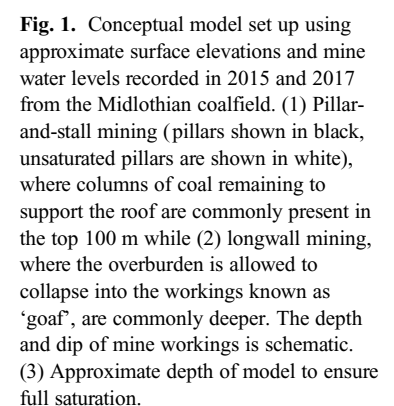 Fig. 1. Conceptual model set up using
approximate surface elevations and mine
water levels recorded in 2015 and 2017
from the Midlothian coalfield. (1) Pillar-
and-stall mining (pillars shown in black,
unsaturated pillars are shown in white),
where columns of coal remaining to
support the roof are commonly present in
the top 100 m while (2) longwall mining,
where the overburden is allowed to
collapse into the workings known as
‘goaf’, are commonly deeper. The depth
and dip of mine workings is schematic.
(3) Approximate depth of model to ensure
full saturation.